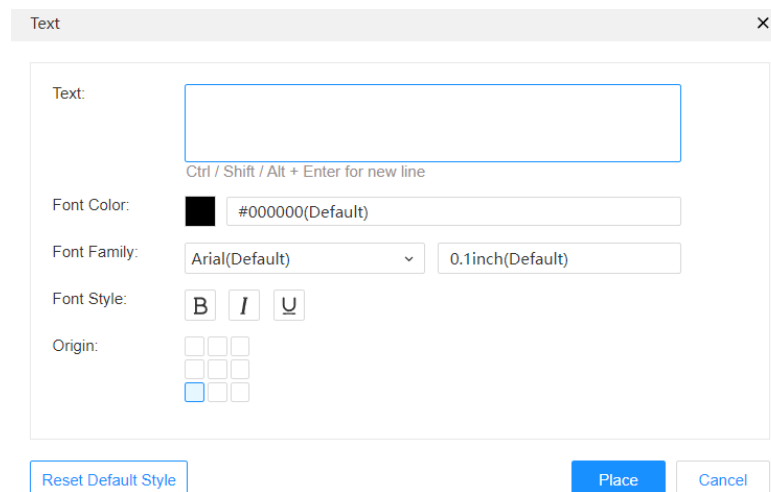 Text
Text:
Ctrl / Shift / Alt + Enter for new line
Font Color:
#000000(Default)
Font Family:
Arial(Default)
0.1inch(Default)
Font Style:
B I U
Origin:
Reset Default Style
Place
Cancel